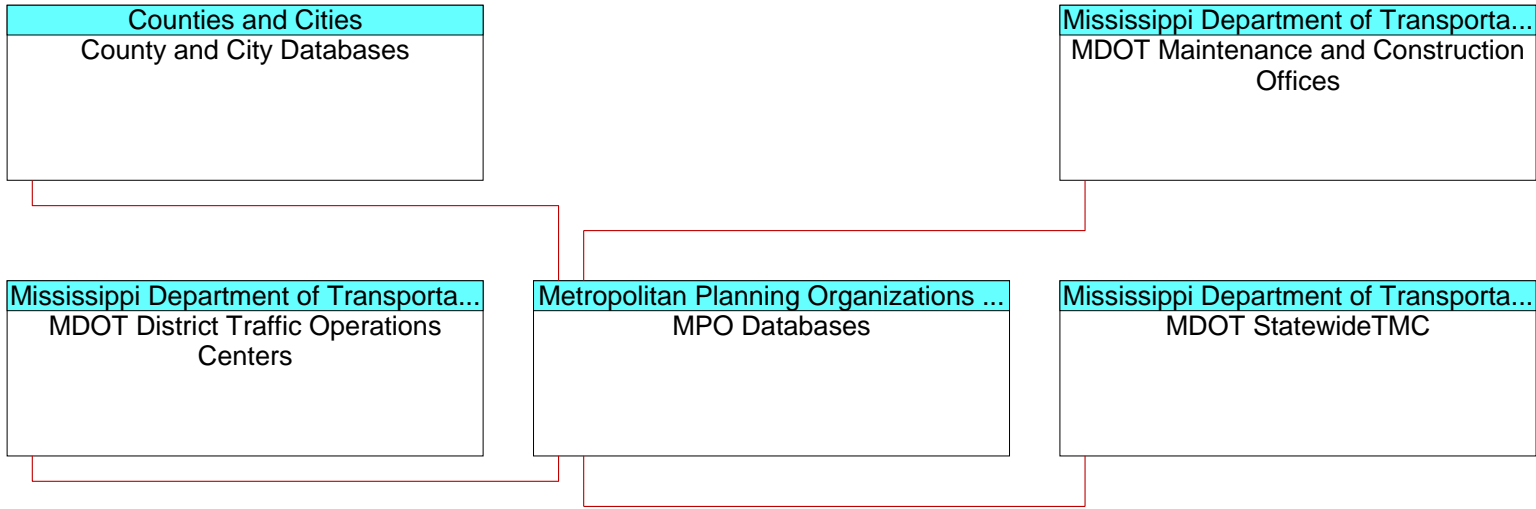 Counties and Cities
County and City Databases
Mississippi Department of Transporta...
MDOT Maintenance and Construction
Offices
Mississippi Department of Transporta...
MDOT District Traffic Operations
Centers
Metropolitan Planning Organizations ...
MPO Databases
Mississippi Department of Transporta...
MDOT StatewideTMC